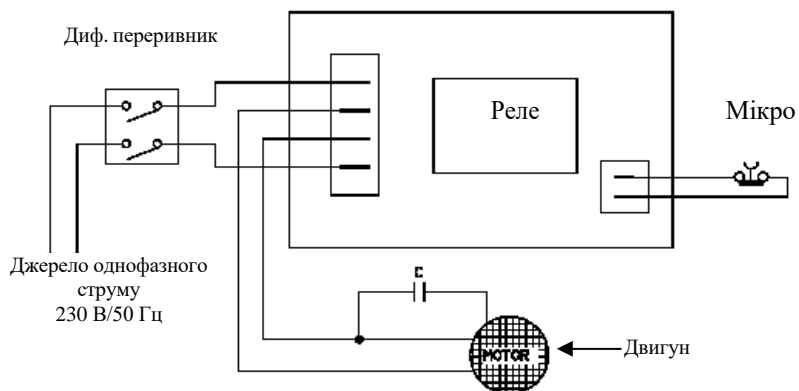 Диф. переривник
Реле
Мікро
Джерело однофазного
струму
230 В/50 Гц
C
MOTOR
Двигун